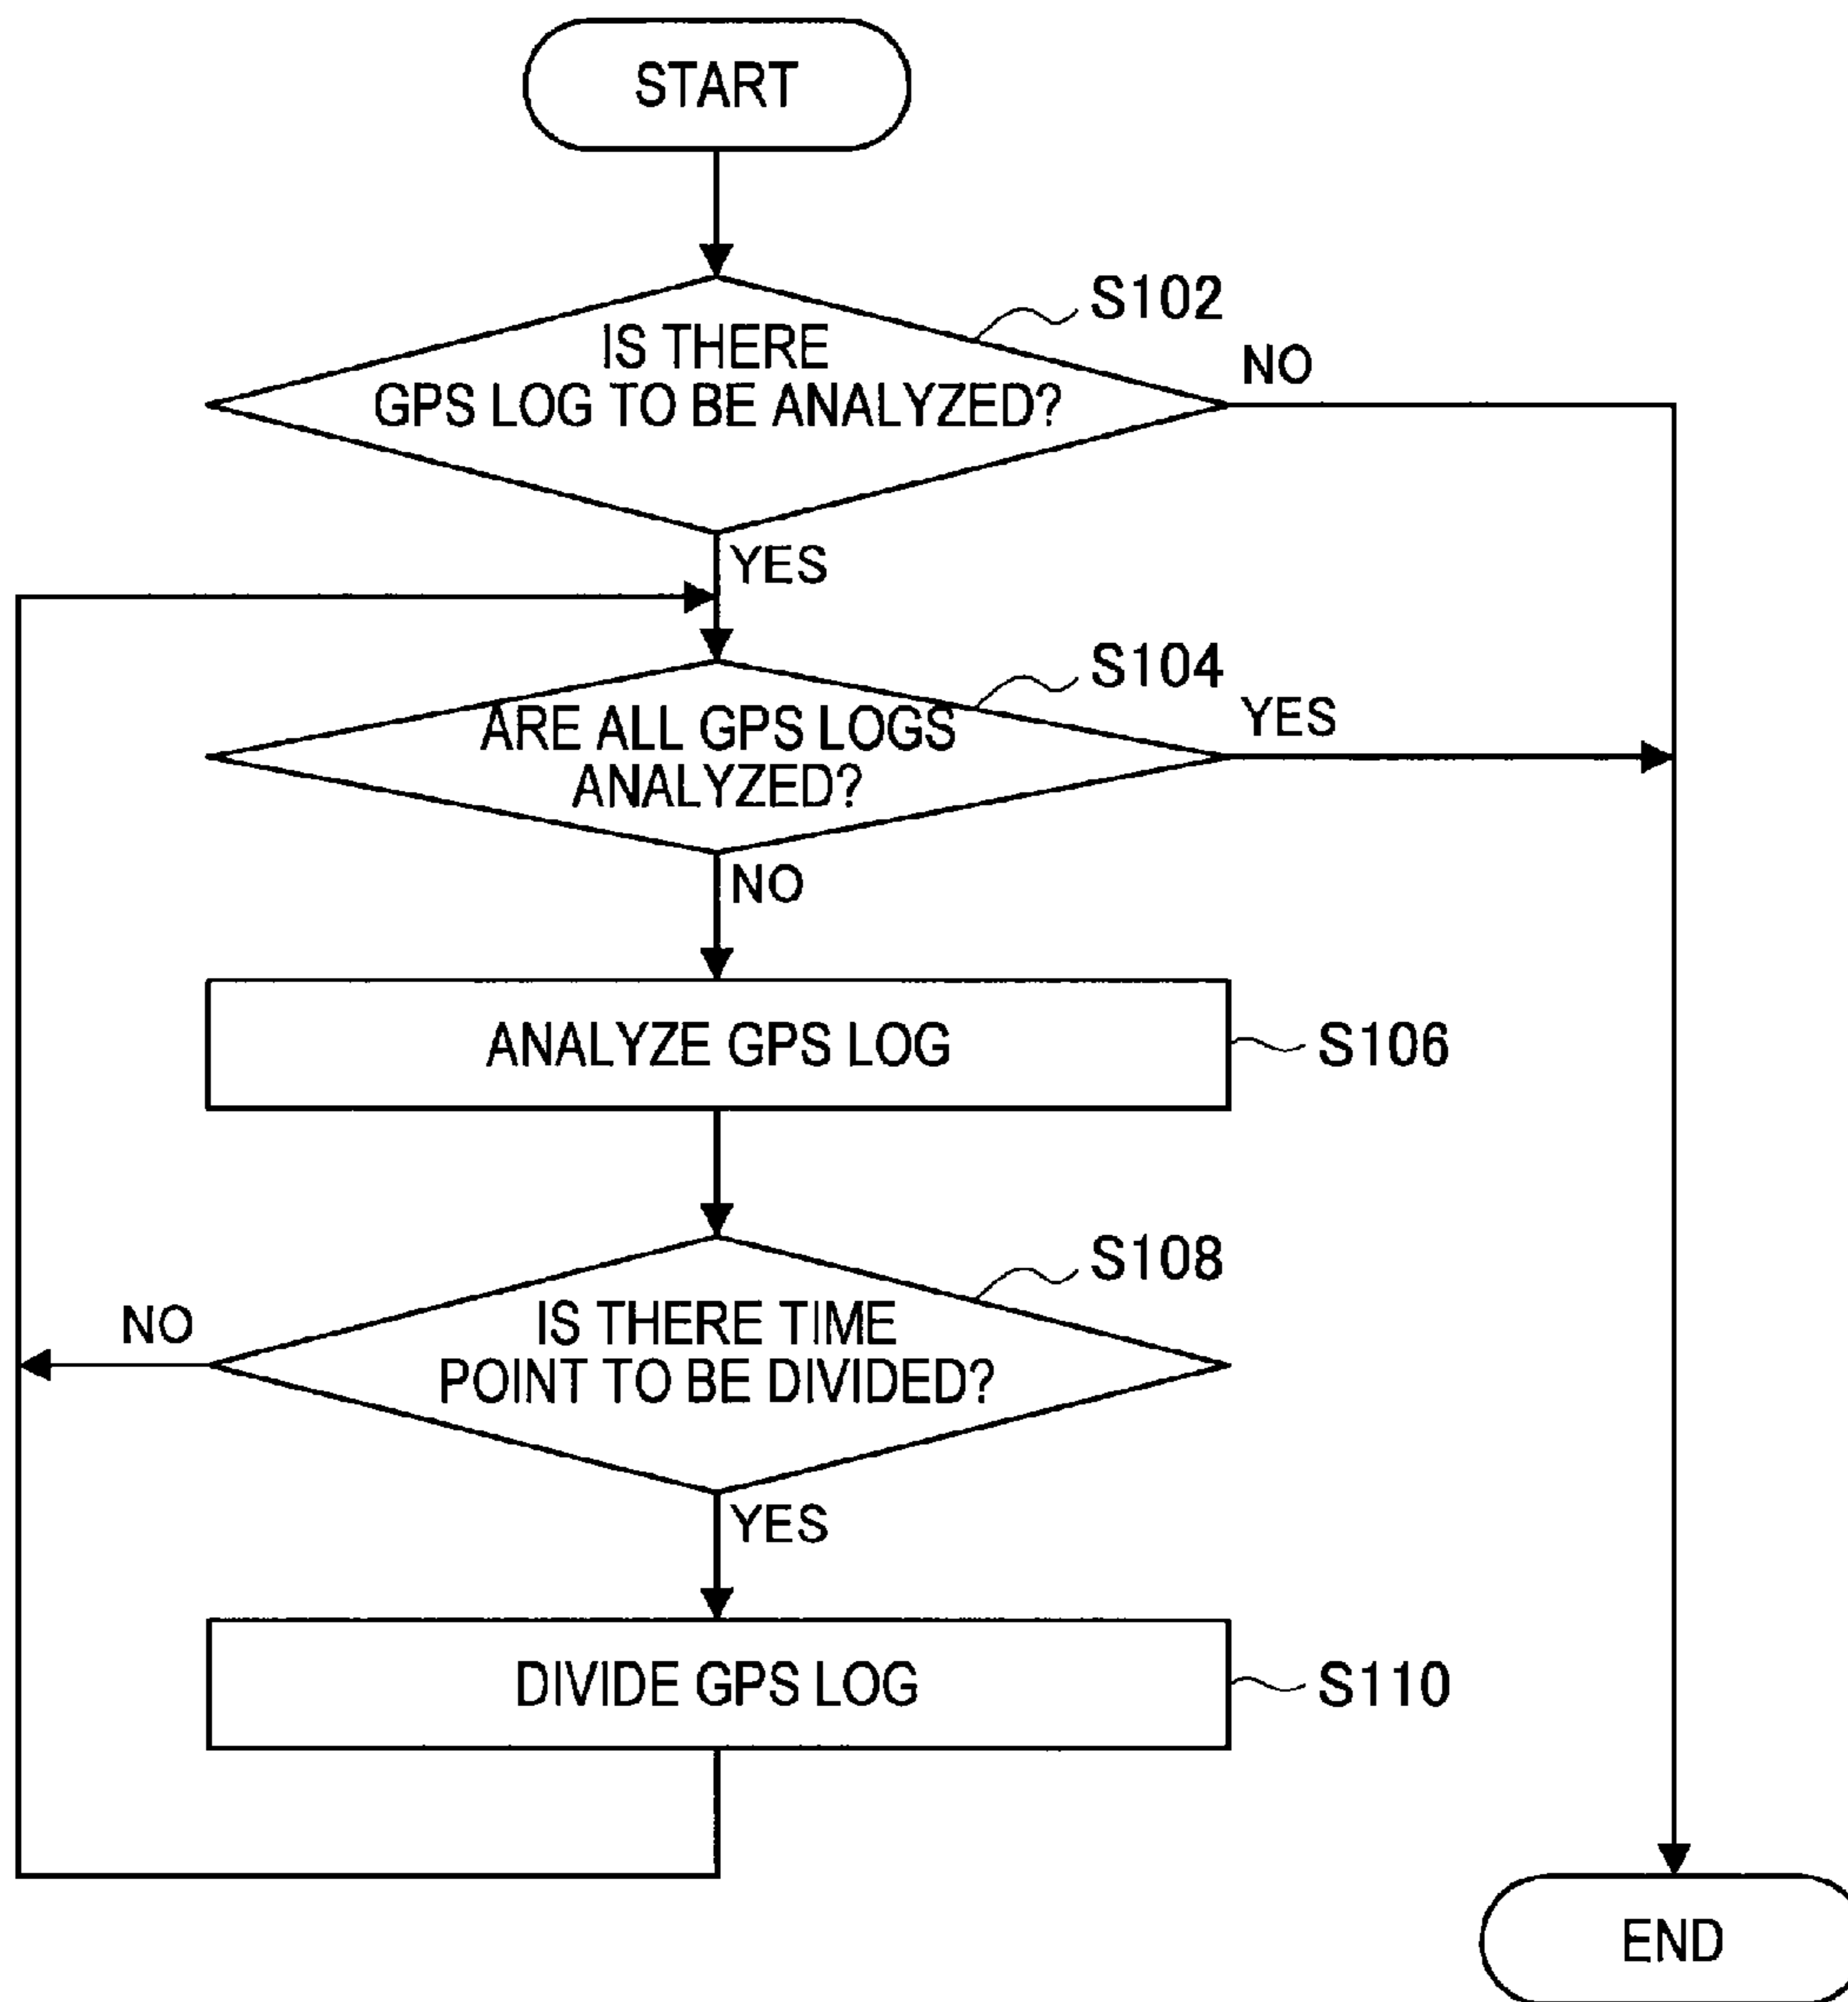 START
S102
IS THERE
GPS LOG TO BE ANALYZED?
NO
YES
S104
ARE ALL GPS LOGS
ANALYZED?
YES
NO
ANALYZE GPS LOG
S106
S108
IS THERE TIME
POINT TO BE DIVIDED?
NO
YES
DIVIDE GPS LOG
S110
END